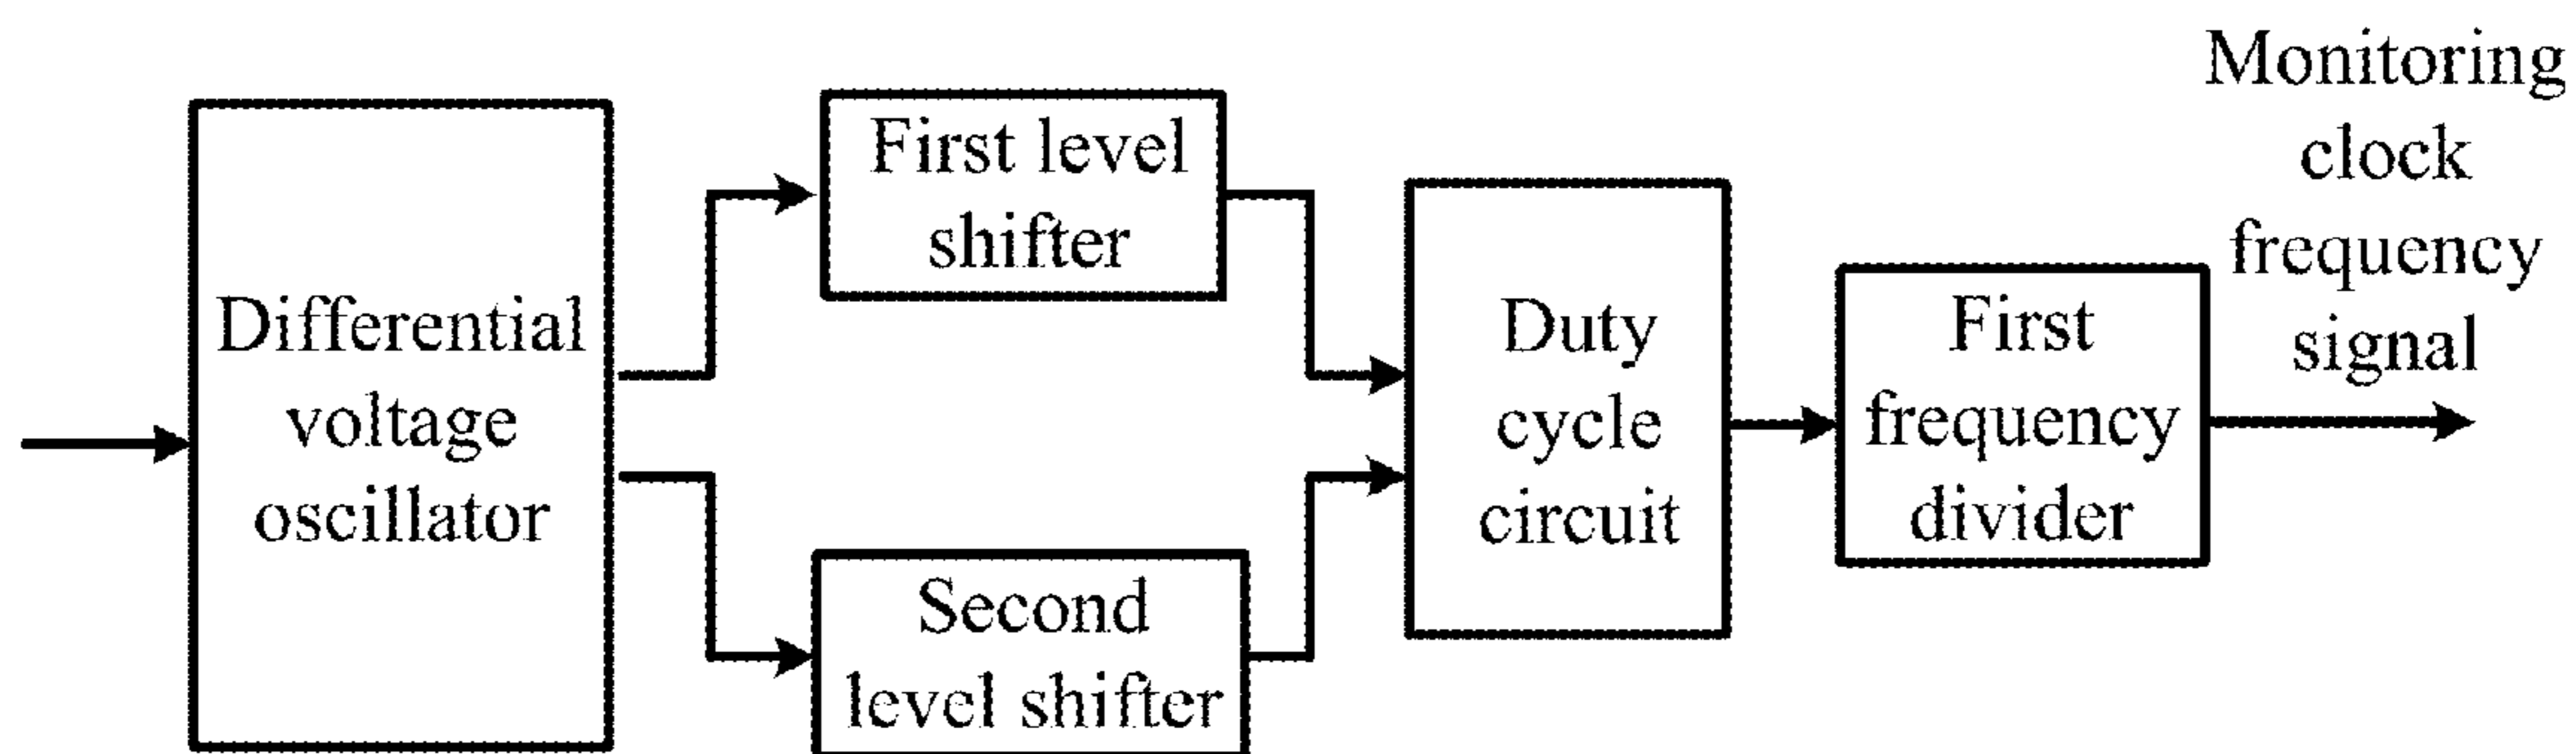 Differential
voltage
oscillator
First level
shifter
Second
level shifter
Duty
cycle
circuit
First
frequency
divider
Monitoring
clock
frequency
signal